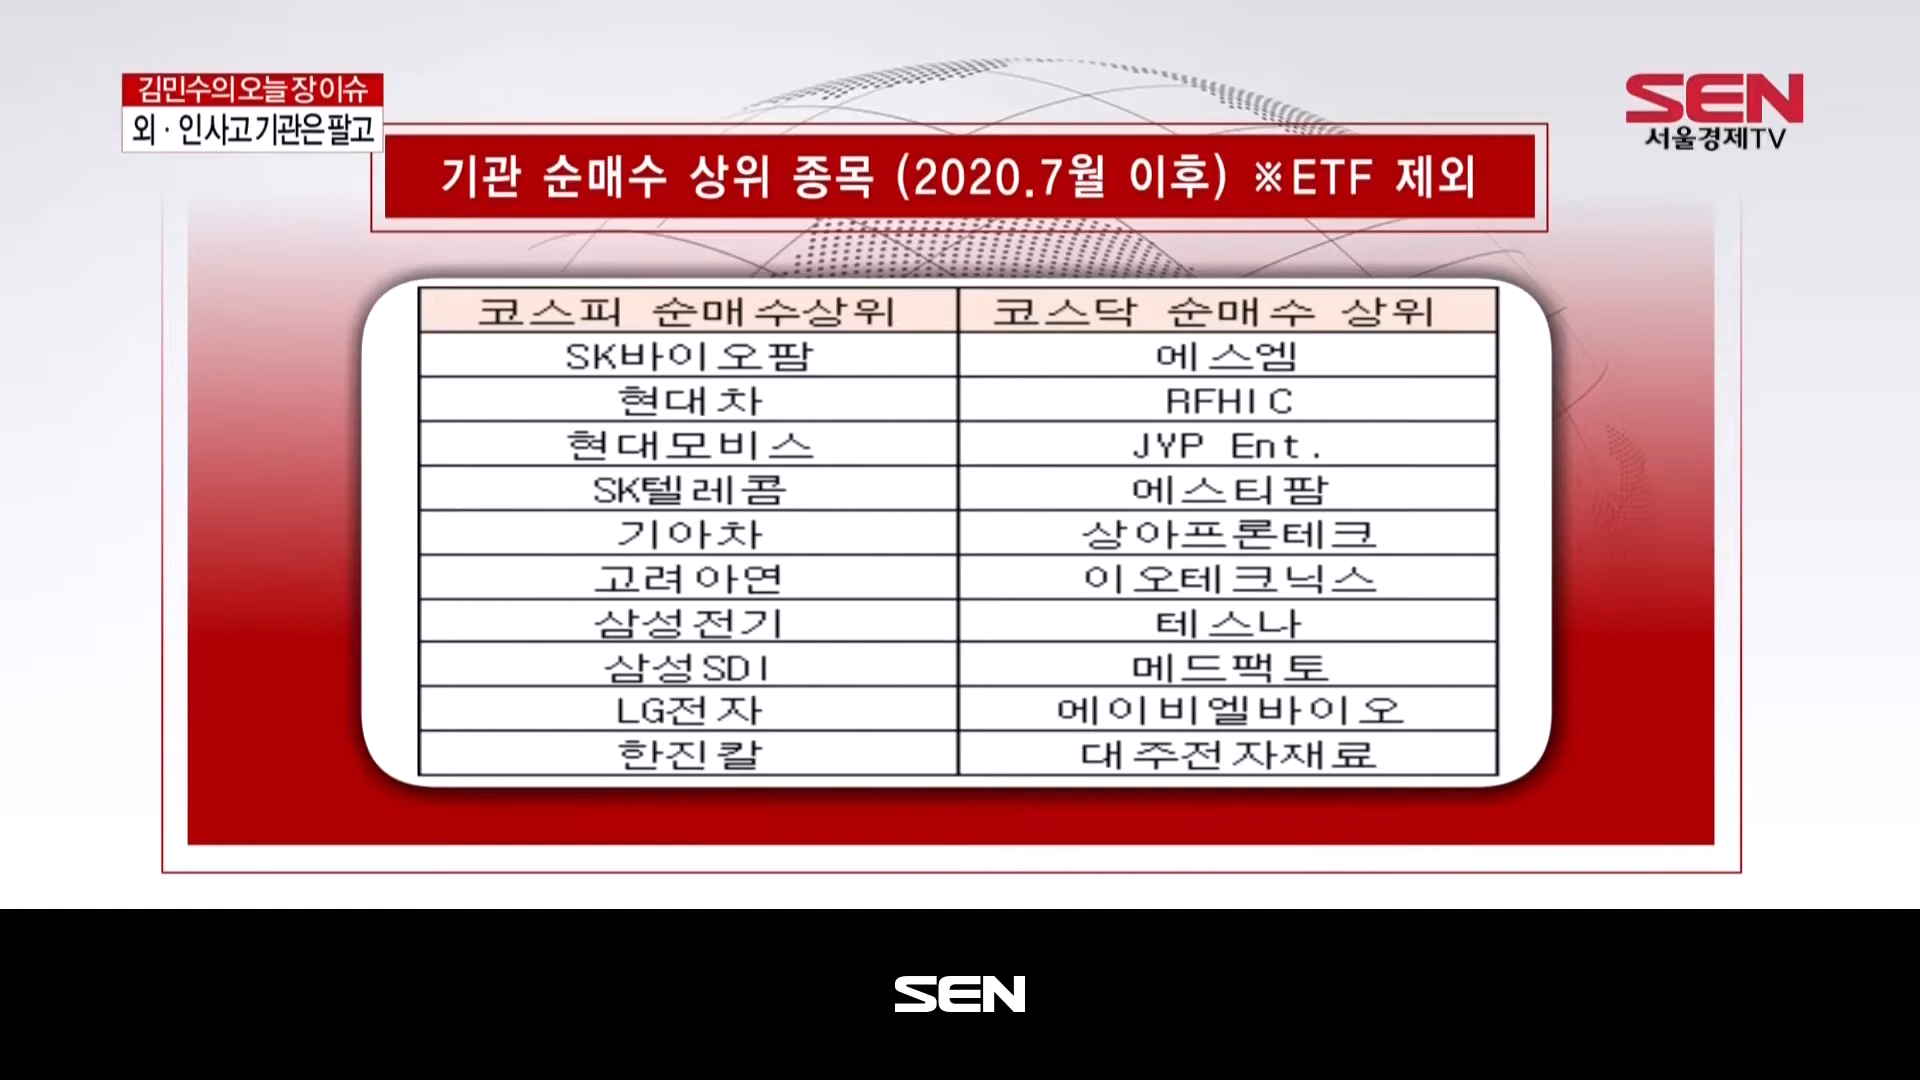 김민수의 오늘 장 이슈
외·인 사고 기관은 팔고
SEN
서울경제TV
기관 순매수 상위 종목 (2020.7월 이후) ※ETF 제외
코스피 순매수상위 코스닥 순매수 상위
SK바이오팜 에스엠
현대차 RFHIC
현대모비스 JYP Ent.
SK텔레콤 에스티팜
기아차 상아프론테크
고려아연 이오테크닉스
삼성전기 테스나
삼성SDI 메드팩토
LG전자 에이비엘바이오
한진칼 대주전자재료
SEN